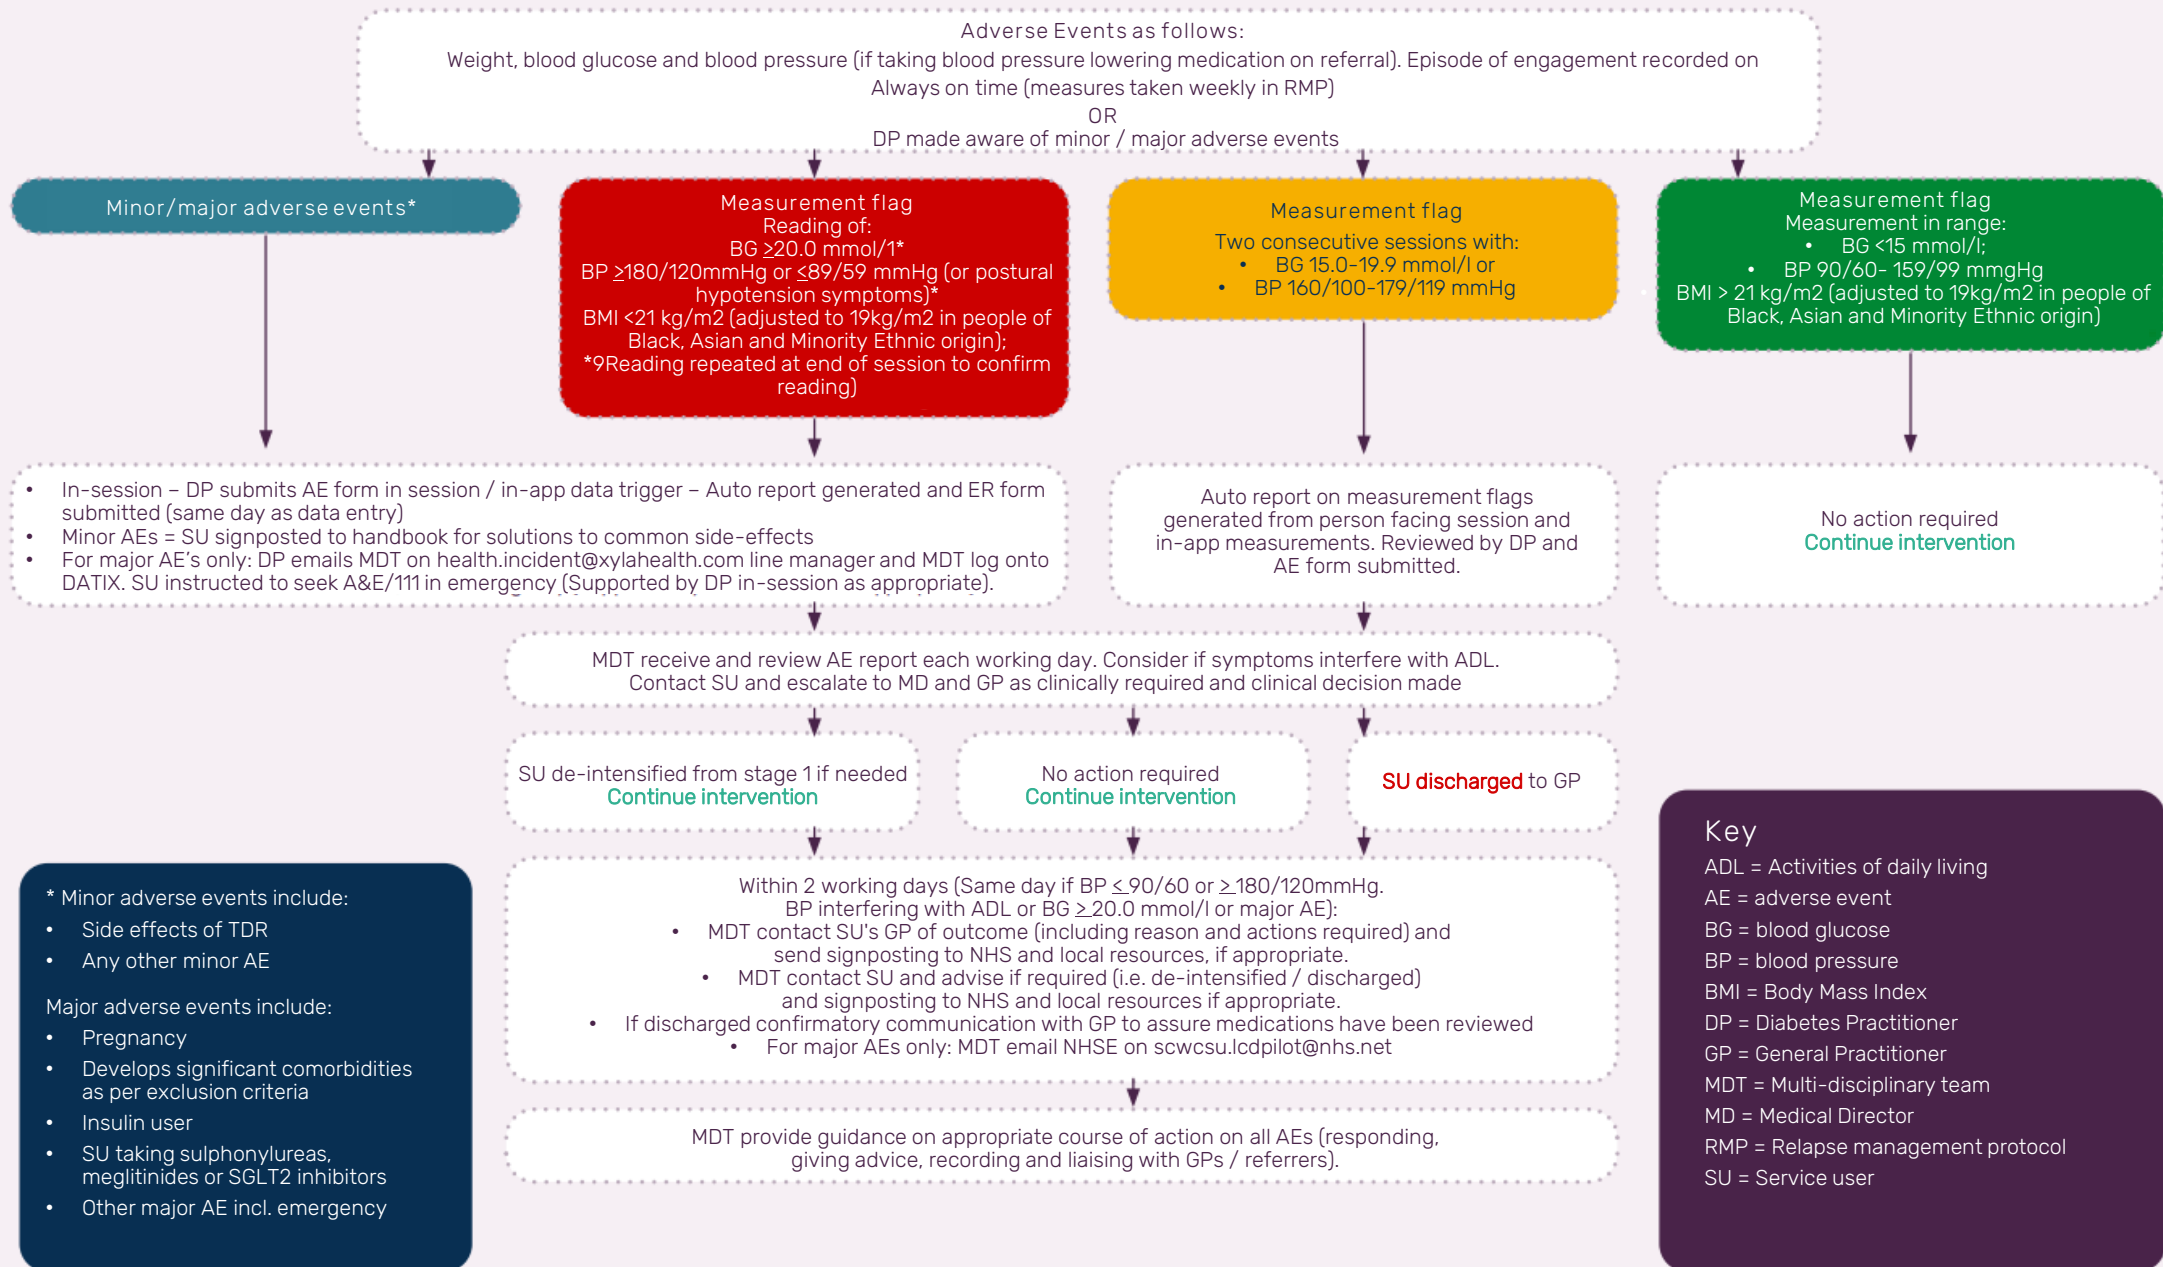 Adverse Events as follows:
Weight, blood glucose and blood pressure (if taking blood pressure lowering medication on referral). Episode of engagement recorded on
Always on time (measures taken weekly in RMP)
OR
DP made aware of minor / major adverse events
Minor/major adverse events*
Measurement flag
Reading of:
BG ≥20.0 mmol/1*
BP ≥180/120mmHg or ≤89/59 mmHg (or postural
hypotension symptoms)*
BMI <21 kg/m2 (adjusted to 19kg/m2 in people of
Black, Asian and Minority Ethnic origin);
*9Reading repeated at end of session to confirm
reading)
Measurement flag
Two consecutive sessions with:
• BG 15.0-19.9 mmol/l or
• BP 160/100-179/119 mmHg
Measurement flag
Measurement in range:
• BG <15 mmol/l;
• BP 90/60- 159/99 mmgHg
• BMI > 21 kg/m2 (adjusted to 19kg/m2 in people of
Black, Asian and Minority Ethnic origin)
• In-session – DP submits AE form in session / in-app data trigger – Auto report generated and ER form
submitted (same day as data entry)
• Minor AEs = SU signposted to handbook for solutions to common side-effects
• For major AE's only: DP emails MDT on health.incident@xylahealth.com line manager and MDT log onto
DATIX. SU instructed to seek A&E/111 in emergency (Supported by DP in-session as appropriate).
Auto report on measurement flags
generated from person facing session and
in-app measurements. Reviewed by DP and
AE form submitted.
No action required
Continue intervention
MDT receive and review AE report each working day. Consider if symptoms interfere with ADL.
Contact SU and escalate to MD and GP as clinically required and clinical decision made
SU de-intensified from stage 1 if needed
Continue intervention
No action required
Continue intervention
SU discharged to GP
Within 2 working days (Same day if BP ≤ 90/60 or ≥ 180/120mmHg.
BP interfering with ADL or BG ≥ 20.0 mmol/l or major AE):
• MDT contact SU's GP of outcome (including reason and actions required) and
send signposting to NHS and local resources, if appropriate.
• MDT contact SU and advise if required (i.e. de-intensified / discharged)
and signposting to NHS and local resources if appropriate.
• If discharged confirmatory communication with GP to assure medications have been reviewed
• For major AEs only: MDT email NHSE on scwcsu.lcdpilot@nhs.net
MDT provide guidance on appropriate course of action on all AEs (responding,
giving advice, recording and liaising with GPs / referrers).
* Minor adverse events include:
• Side effects of TDR
• Any other minor AE
Major adverse events include:
• Pregnancy
• Develops significant comorbidities
as per exclusion criteria
• Insulin user
• SU taking sulphonylureas,
meglitinides or SGLT2 inhibitors
• Other major AE incl. emergency
Key
ADL = Activities of daily living
AE = adverse event
BG = blood glucose
BP = blood pressure
BMI = Body Mass Index
DP = Diabetes Practitioner
GP = General Practitioner
MDT = Multi-disciplinary team
MD = Medical Director
RMP = Relapse management protocol
SU = Service user